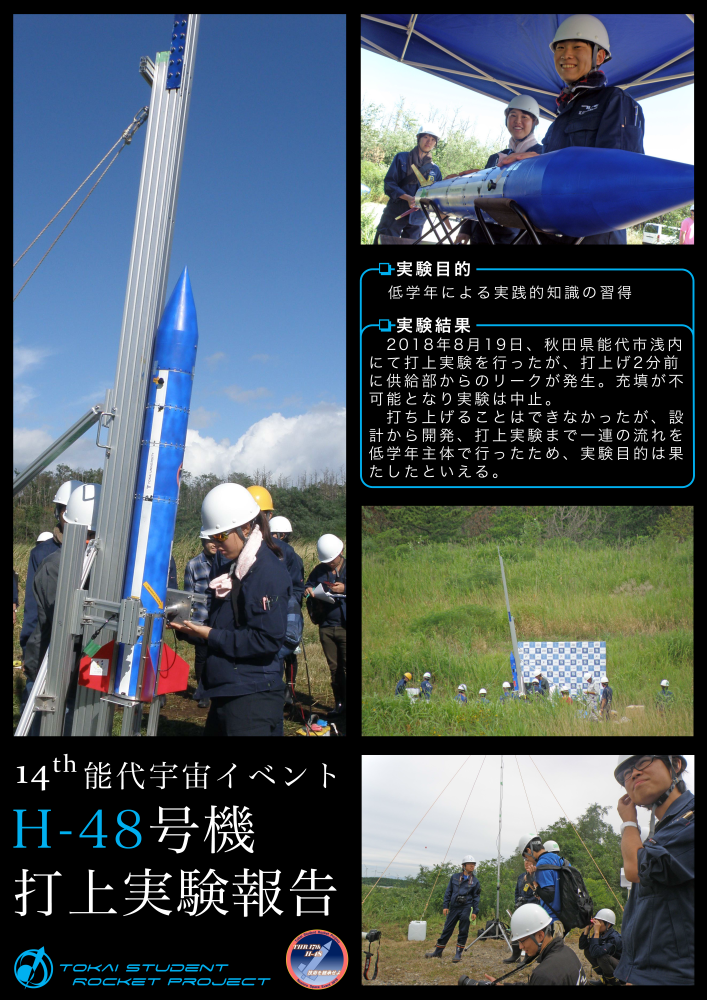 実験目的
低学年による実践的知識の習得
実験結果
2018年8月19日、秋田県能代市浅内
にて打上実験を行ったが、打上げ2分前
に供給部からのリークが発生。充填が不
可能となり実験は中止。
打ち上げることはできなかったが、設
計から開発、打上実験まで一連の流れを
低学年主体で行ったため、実験目的は果
たしたといえる。
14th 能代宇宙イベント
H-48号機
打上実験報告
TOKAI STUDENT
ROCKET PROJECT
H-48
技術を継承せよ